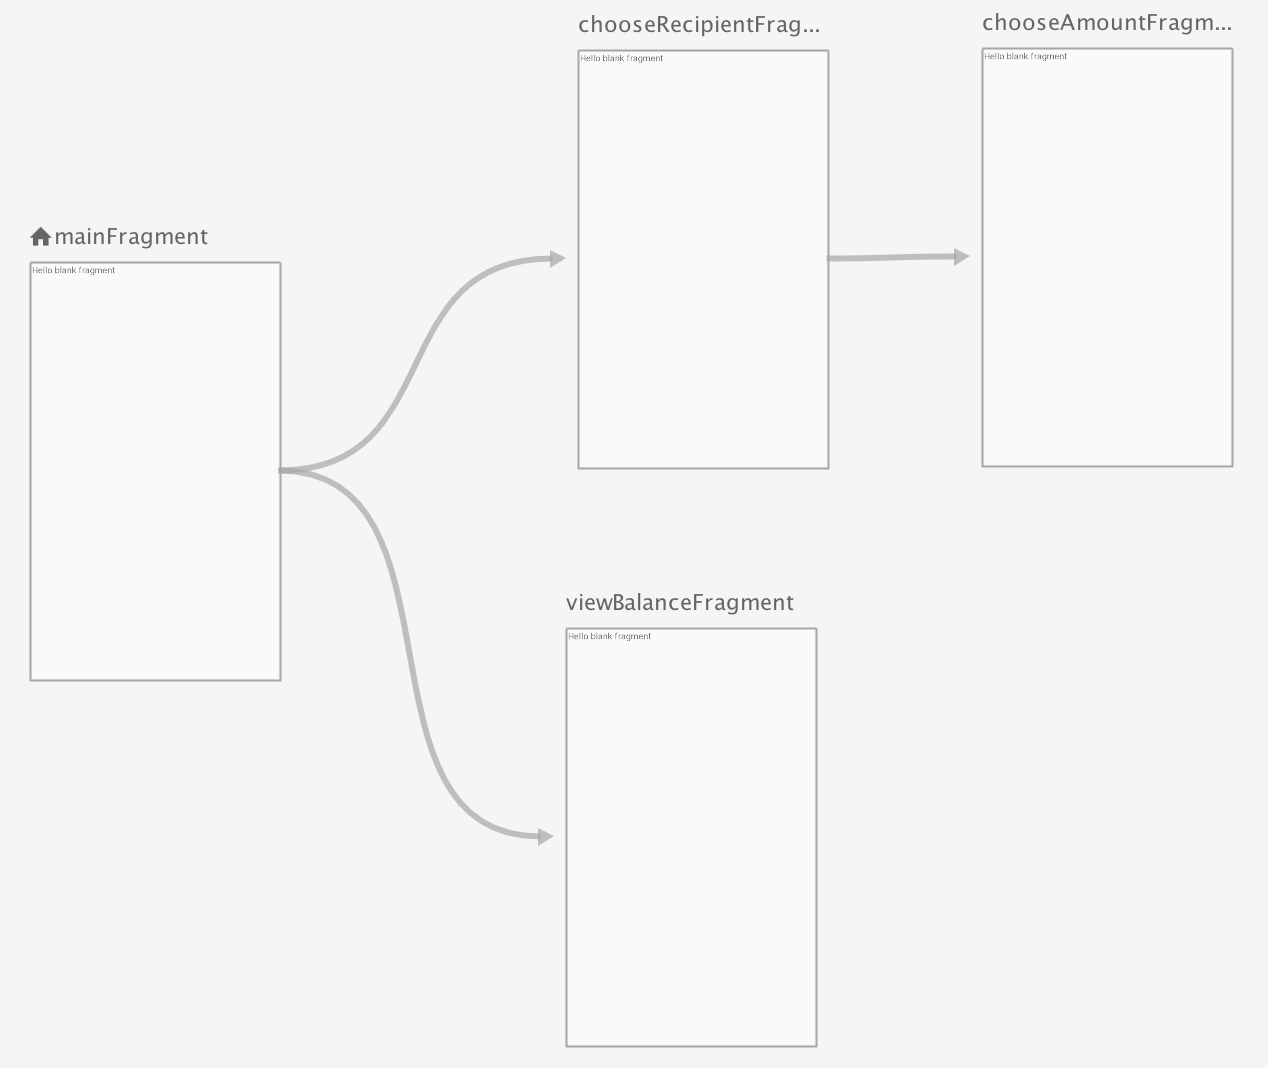 chooseRecipientFrag...
Hello blank fragment
chooseAmountFragm...
Hello blank fragment
mainFragment
Hello blank fragment
viewBalanceFragment
Hello blank fragment